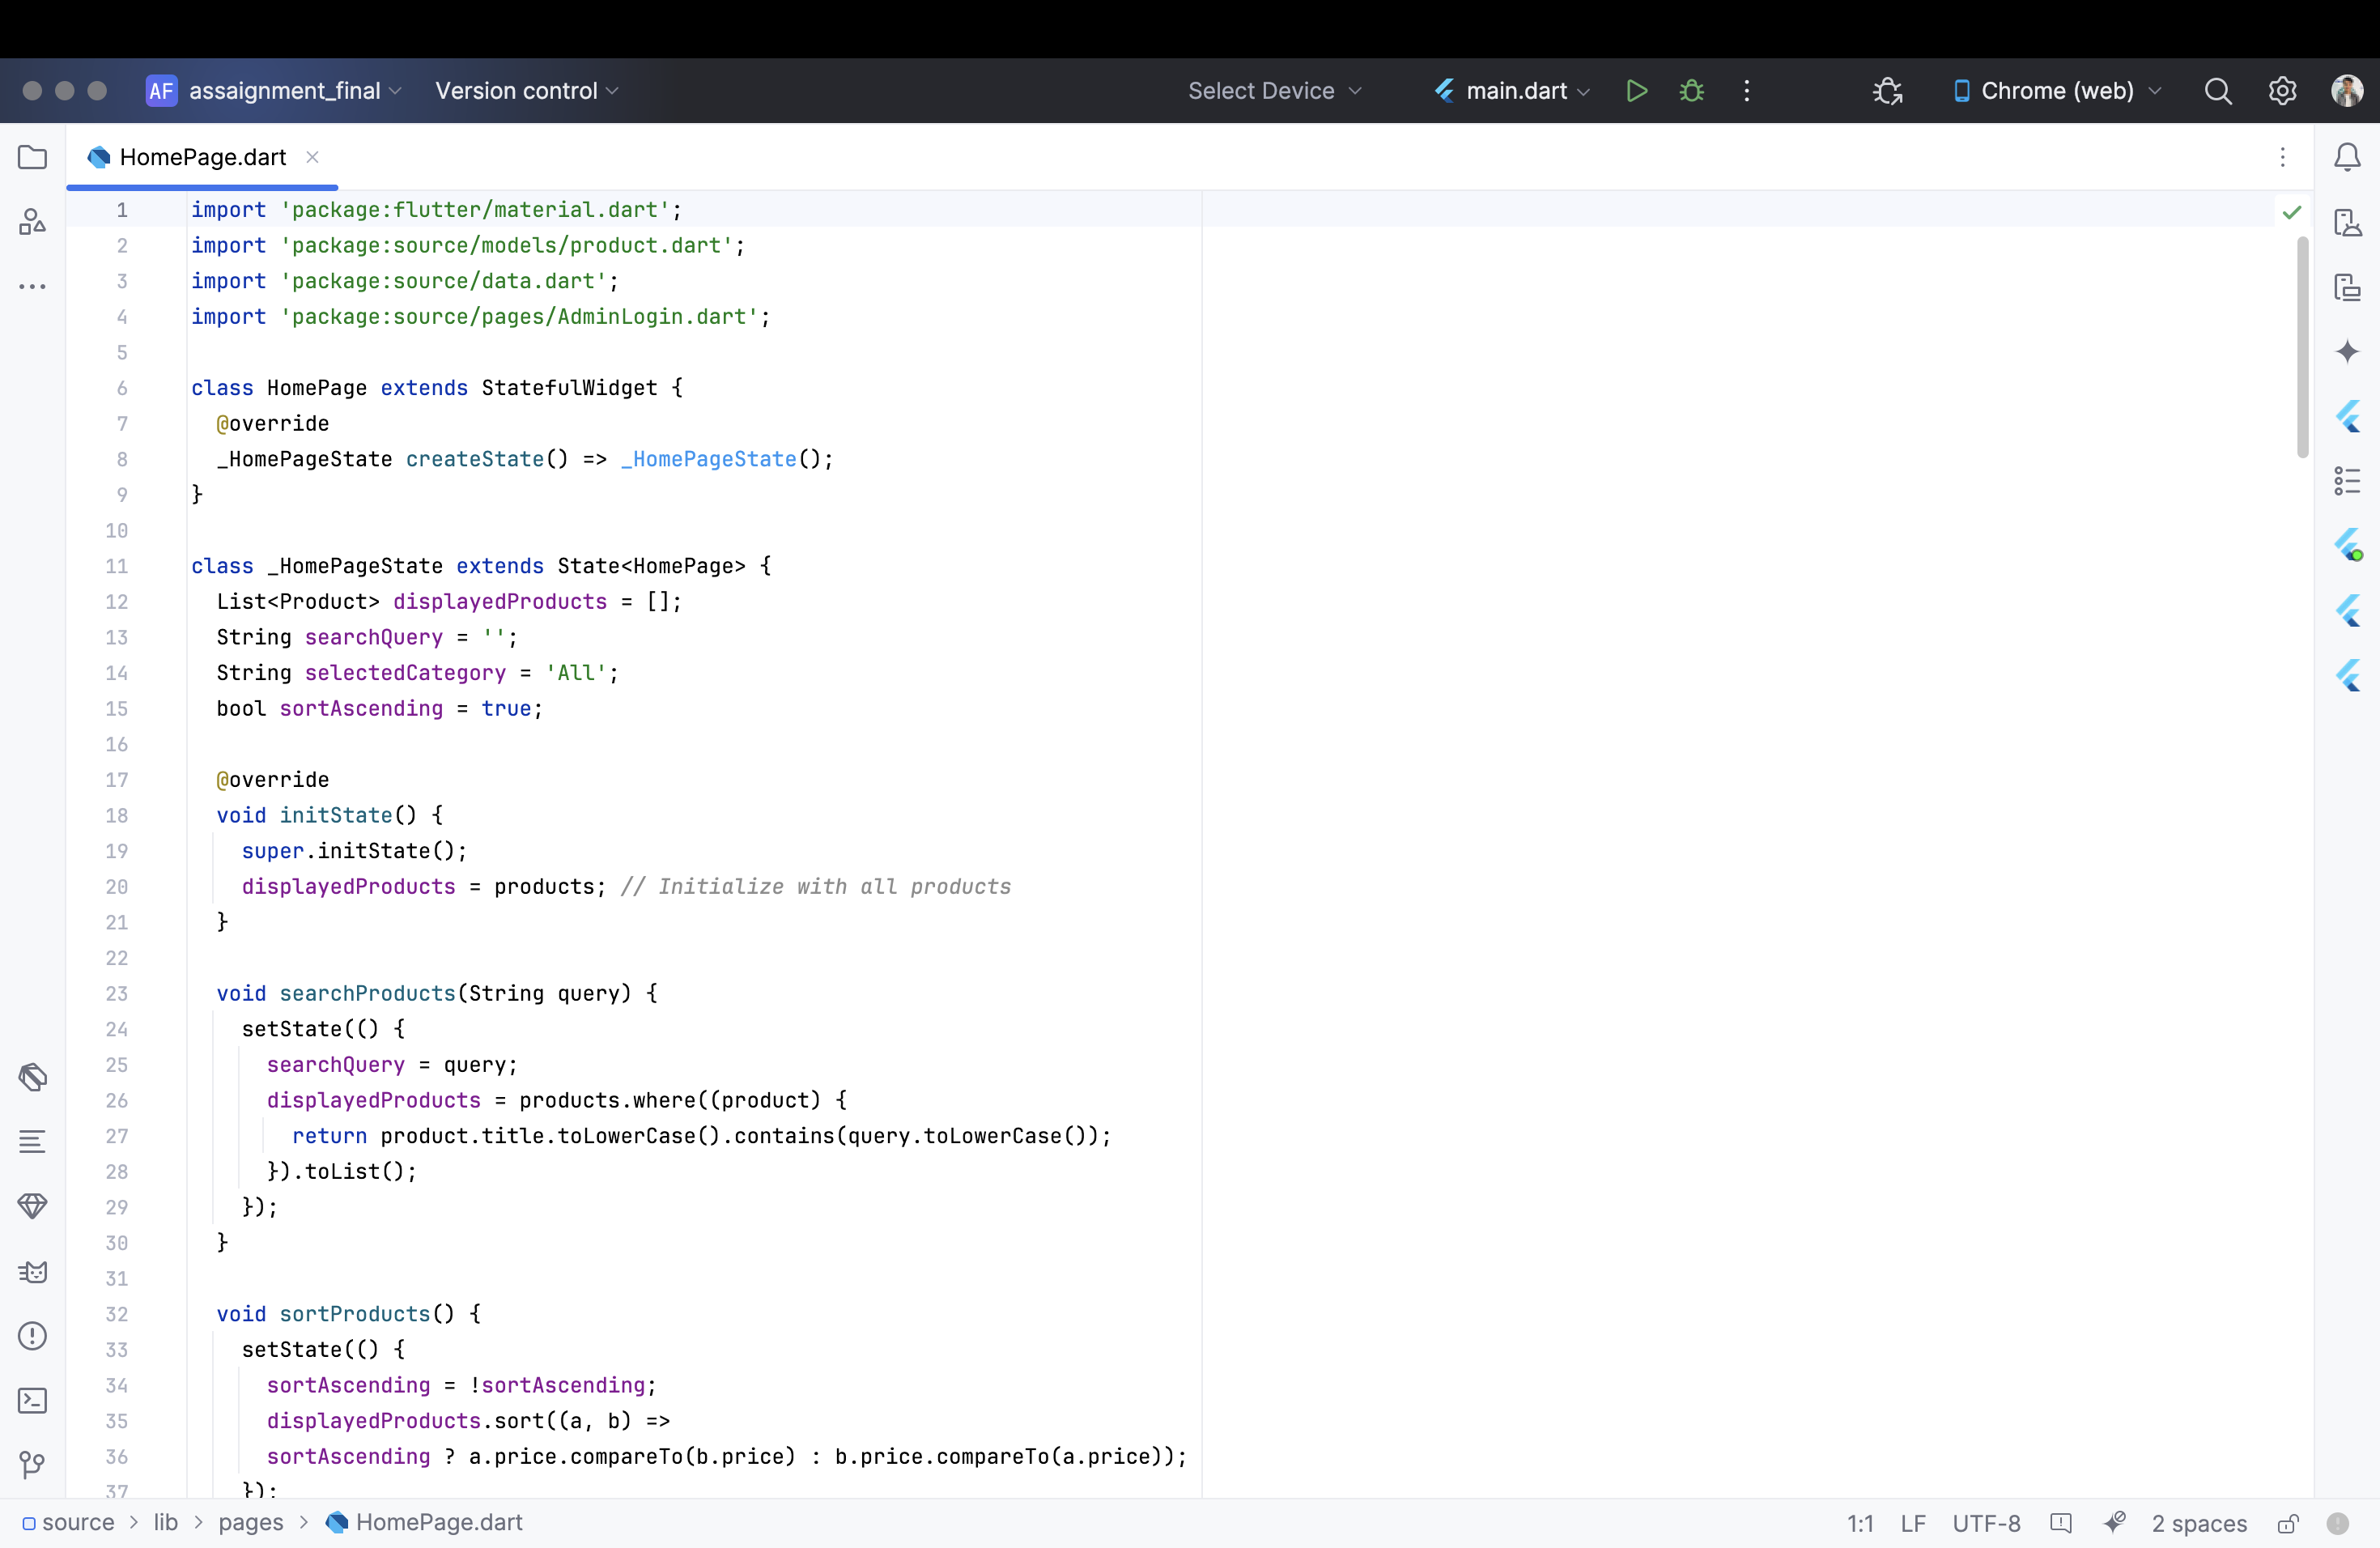 AF assaignment_final Version control Select Device main.dart Chrome (web)
HomePage.dart
1 import 'package:flutter/material.dart';
2 import 'package:source/models/product.dart';
3 import 'package:source/data.dart';
4 import 'package:source/pages/AdminLogin.dart';
5
6 class HomePage extends StatefulWidget {
7   @override
8   _HomePageState createState() => _HomePageState();
9 }
10
11 class _HomePageState extends State<HomePage> {
12   List<Product> displayedProducts = [];
13   String searchQuery = '';
14   String selectedCategory = 'All';
15   bool sortAscending = true;
16
17   @override
18   void initState() {
19     super.initState();
20     displayedProducts = products; // Initialize with all products
21   }
22
23   void searchProducts(String query) {
24     setState(() {
25       searchQuery = query;
26       displayedProducts = products.where((product) {
27         return product.title.toLowerCase().contains(query.toLowerCase());
28       }).toList();
29     });
30   }
31
32   void sortProducts() {
33     setState(() {
34       sortAscending = !sortAscending;
35       displayedProducts.sort((a, b) =>
36       sortAscending ? a.price.compareTo(b.price) : b.price.compareTo(a.price));
37     });
source > lib > pages > HomePage.dart 1:1 LF UTF-8 2 spaces